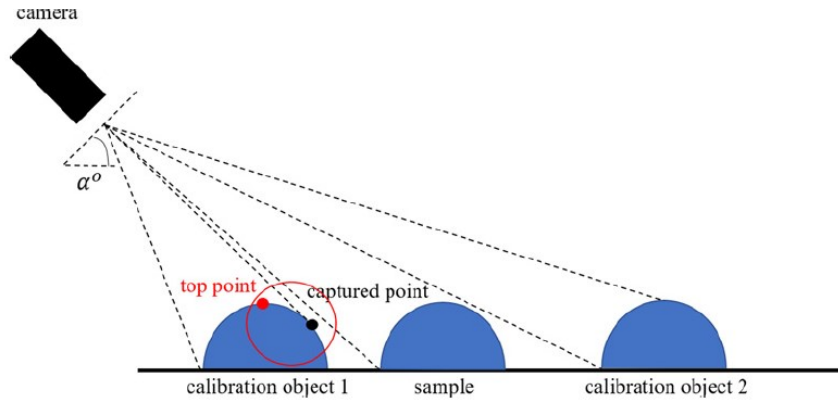 camera
α°
top point
captured point
calibration object 1
sample
calibration object 2